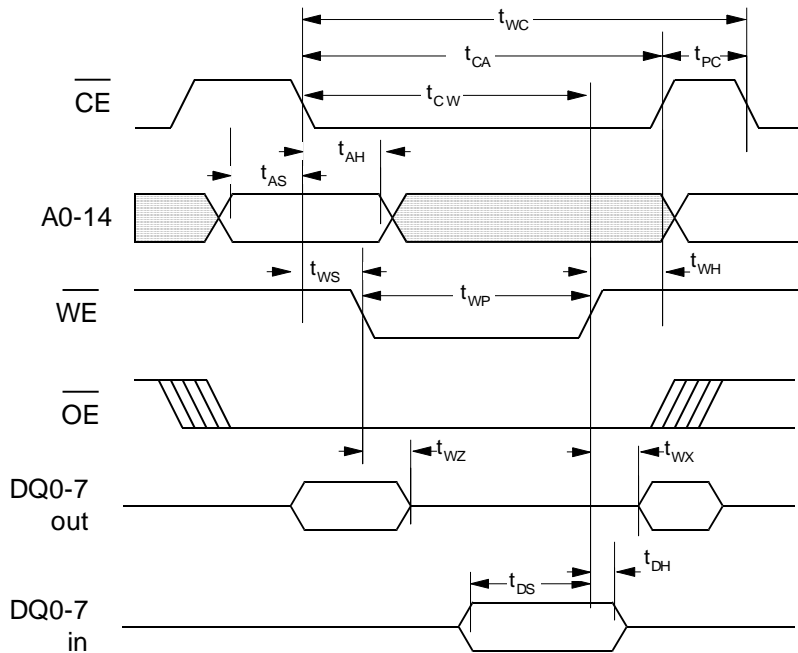 tWC
tCA
tPC
CE
tCW
tAH
tAS
A0-14
tWS
tWH
WE
tWP
OE
tWZ
tWX
DQ0-7
out
tDH
tDS
DQ0-7
in